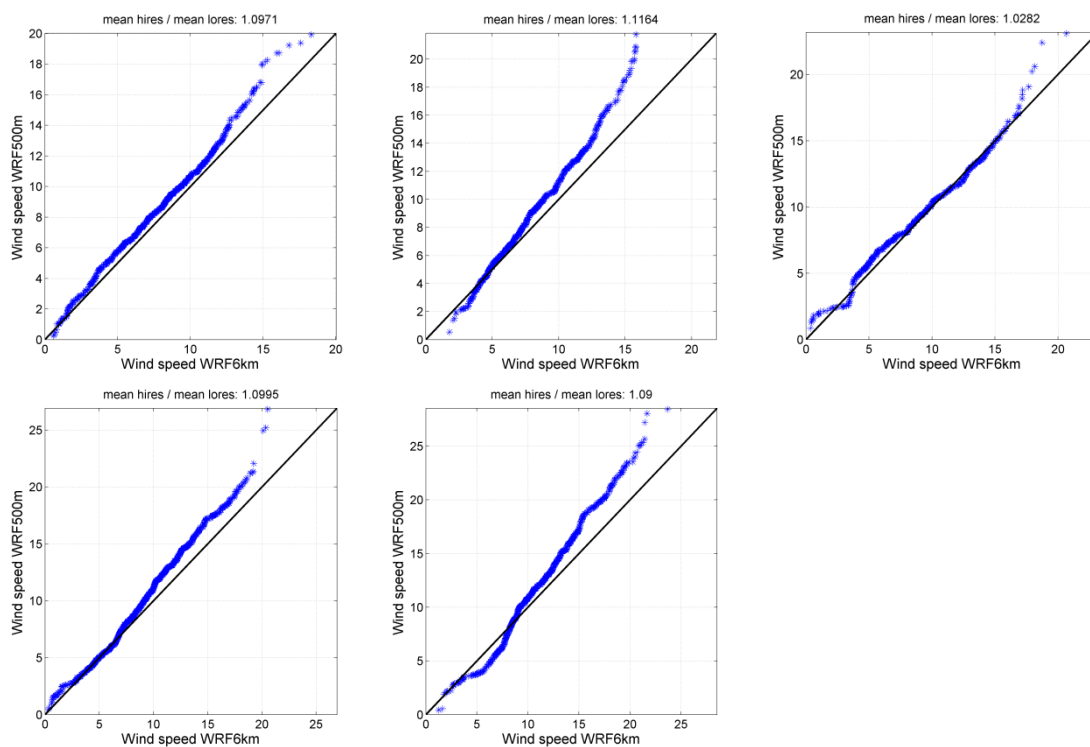 mean hires / mean lores: 1.0971
20
18
16
14
12
10
8
6
4
2
0
Wind speed WRF500m
0 5 10 15 20
Wind speed WRF6km
mean hires / mean lores: 1.1164
20
18
16
14
12
10
8
6
4
2
0
Wind speed WRF500m
0 5 10 15 20
Wind speed WRF6km
mean hires / mean lores: 1.0282
20
15
10
5
0
Wind speed WRF500m
0 5 10 15 20
Wind speed WRF6km
mean hires / mean lores: 1.0995
25
20
15
10
5
0
Wind speed WRF500m
0 5 10 15 20 25
Wind speed WRF6km
mean hires / mean lores: 1.09
25
20
15
10
5
0
Wind speed WRF500m
0 5 10 15 20 25
Wind speed WRF6km